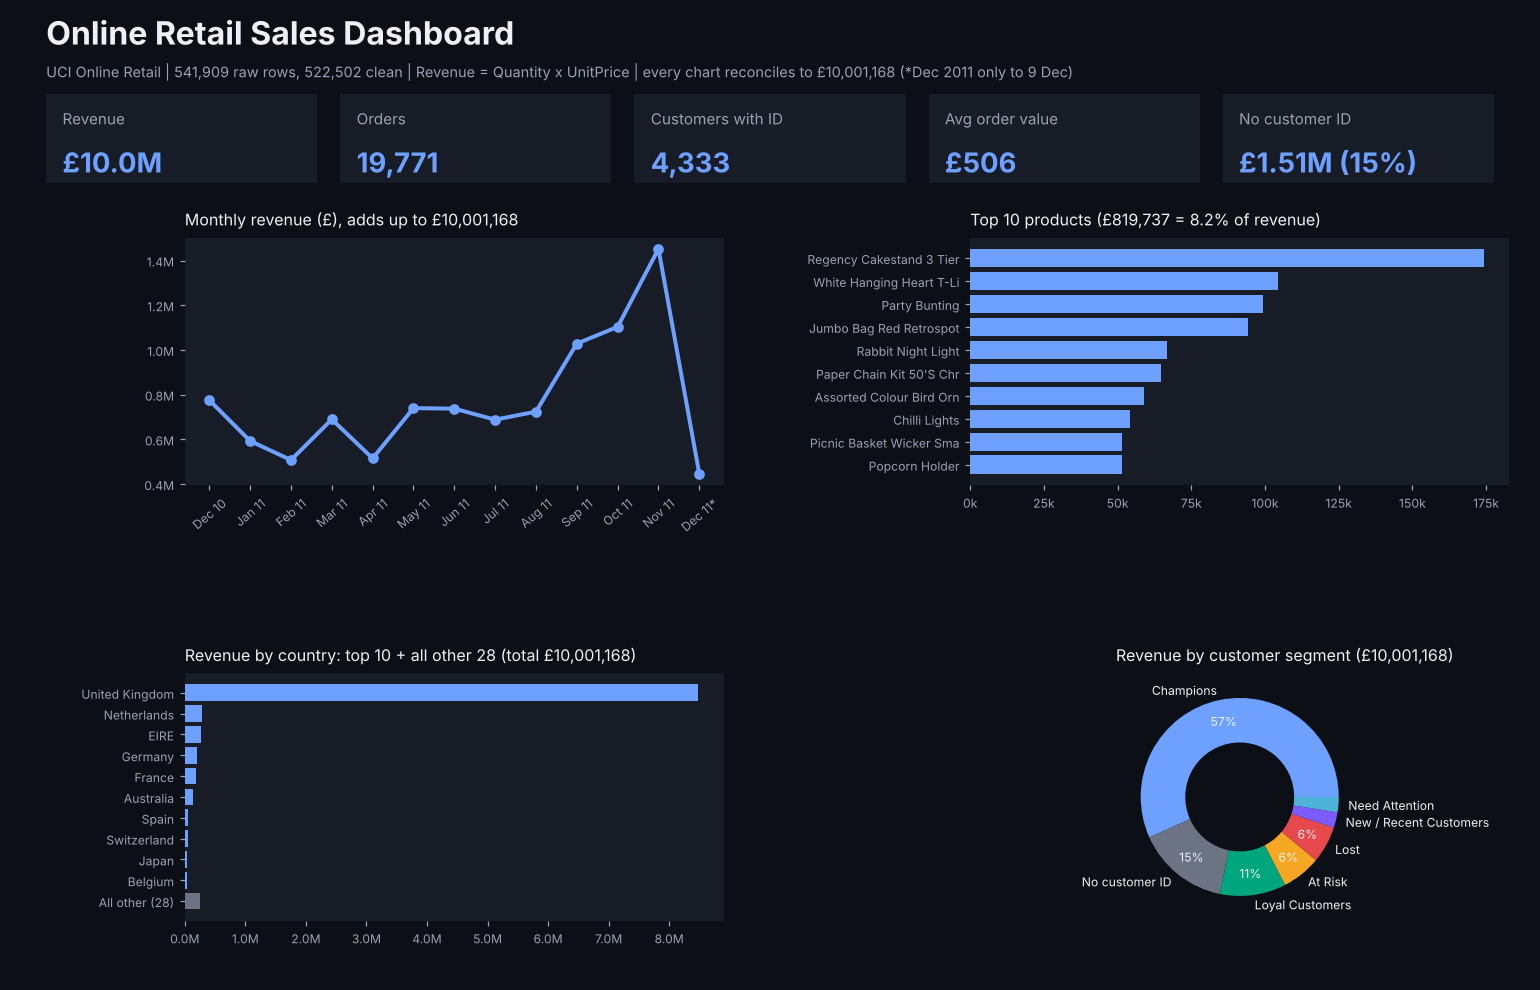 Online Retail Sales Dashboard
UCI Online Retail | 541,909 raw rows, 522,502 clean | Revenue = Quantity x UnitPrice | every chart reconciles to £10,001,168 (*Dec 2011 only to 9 Dec)
Revenue
£10.0M
Orders
19,771
Customers with ID
4,333
Avg order value
£506
No customer ID
£1.51M (15%)
Monthly revenue (£), adds up to £10,001,168
1.4M
1.2M
1.0M
0.8M
0.6M
0.4M
Dec 10
Jan 11
Feb 11
Mar 11
Apr 11
May 11
Jun 11
Jul 11
Aug 11
Sep 11
Oct 11
Nov 11
Dec 11*
Top 10 products (£819,737 = 8.2% of revenue)
Regency Cakestand 3 Tier
White Hanging Heart T-Li
Party Bunting
Jumbo Bag Red Retrospot
Rabbit Night Light
Paper Chain Kit 50'S Chr
Assorted Colour Bird Orn
Chilli Lights
Picnic Basket Wicker Sma
Popcorn Holder
0k
25k
50k
75k
100k
125k
150k
175k
Revenue by country: top 10 + all other 28 (total £10,001,168)
United Kingdom
Netherlands
EIRE
Germany
France
Australia
Spain
Switzerland
Japan
Belgium
All other (28)
0.0M
1.0M
2.0M
3.0M
4.0M
5.0M
6.0M
7.0M
8.0M
Revenue by customer segment (£10,001,168)
Champions
57%
Need Attention
New / Recent Customers
6%
Lost
6%
At Risk
11%
Loyal Customers
15%
No customer ID